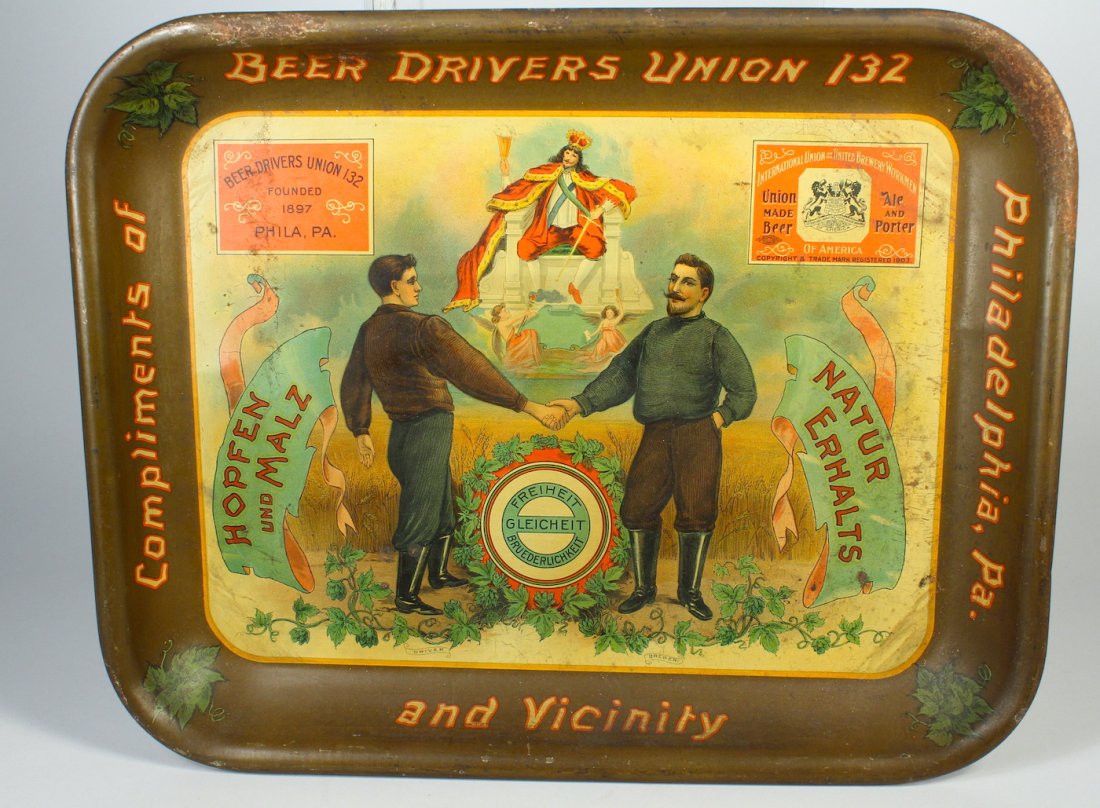 BEER DRIVERS UNION 132
Compliments of
Philadelphia, Pa.
and Vicinity
BEER DRIVERS UNION 132
FOUNDED
1897
PHILA, PA.
INTERNATIONAL UNION OF THE UNITED BREWERY WORKMEN
Union
MADE
Beer
Ale
AND
Porter
OF AMERICA
COPYRIGHT & TRADE MARK REGISTERED 1903
HOPFEN
UND MALZ
NATUR
ERHALTS
FREIHEIT
GLEICHEIT
BRUEDERLICHKEIT
DRIVER
BREWER